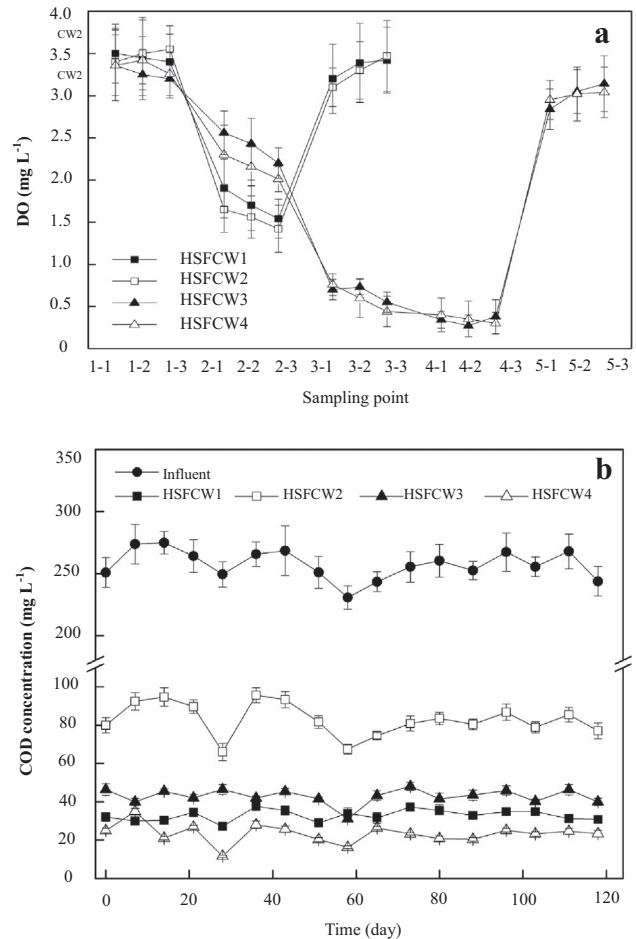 CW2
CW2
a
4.0
3.5
3.0
2.5
2.0
1.5
1.0
0.5
0
DO (mg L⁻¹)
HSFCW1
HSFCW2
HSFCW3
HSFCW4
1-1 1-2 1-3 2-1 2-2 2-3 3-1 3-2 3-3 4-1 4-2 4-3 5-1 5-2 5-3
Sampling point
b
Influent
HSFCW1 HSFCW2 HSFCW3 HSFCW4
350
300
250
200
100
80
60
40
20
0
COD concentration (mg L⁻¹)
0 20 40 60 80 100 120
Time (day)